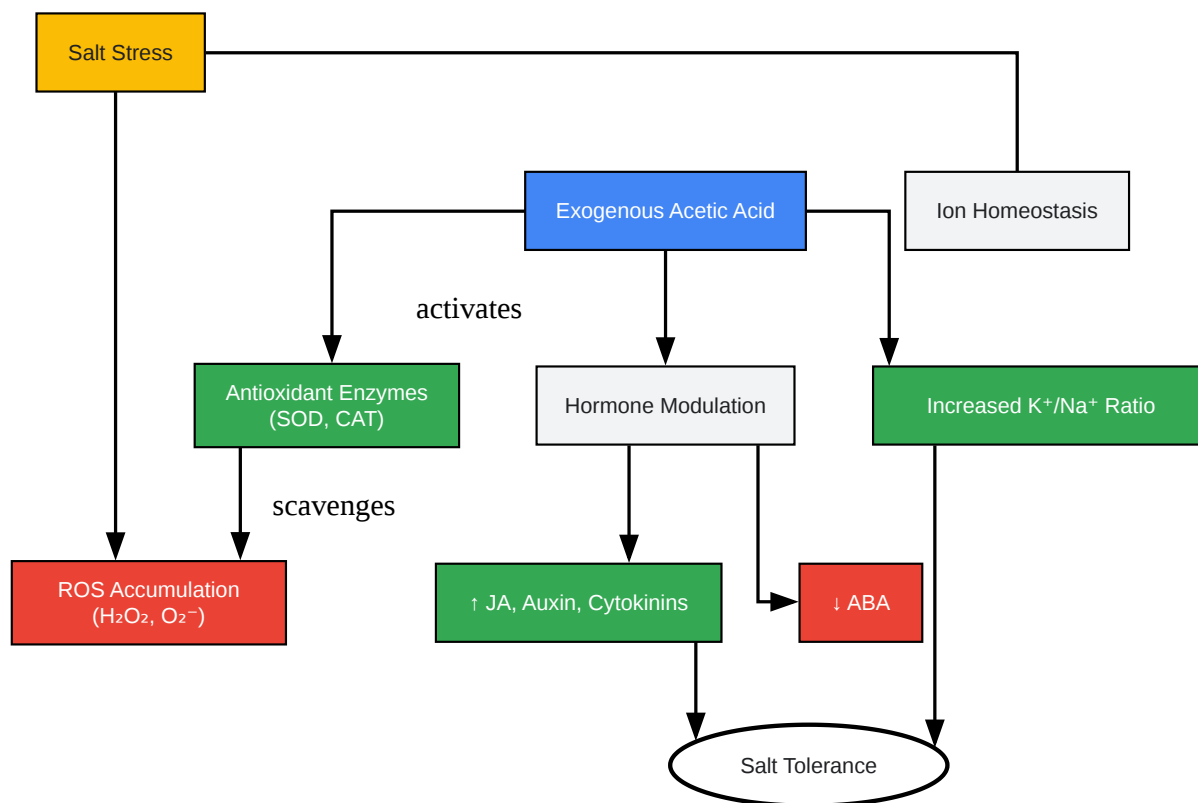 Salt Stress
Exogenous Acetic Acid
Ion Homeostasis
activates
Antioxidant Enzymes
(SOD, CAT)
Hormone Modulation
Increased K⁺/Na⁺ Ratio
scavenges
ROS Accumulation
(H₂O₂, O₂⁻)
↑ JA, Auxin, Cytokinins
↓ ABA
Salt Tolerance